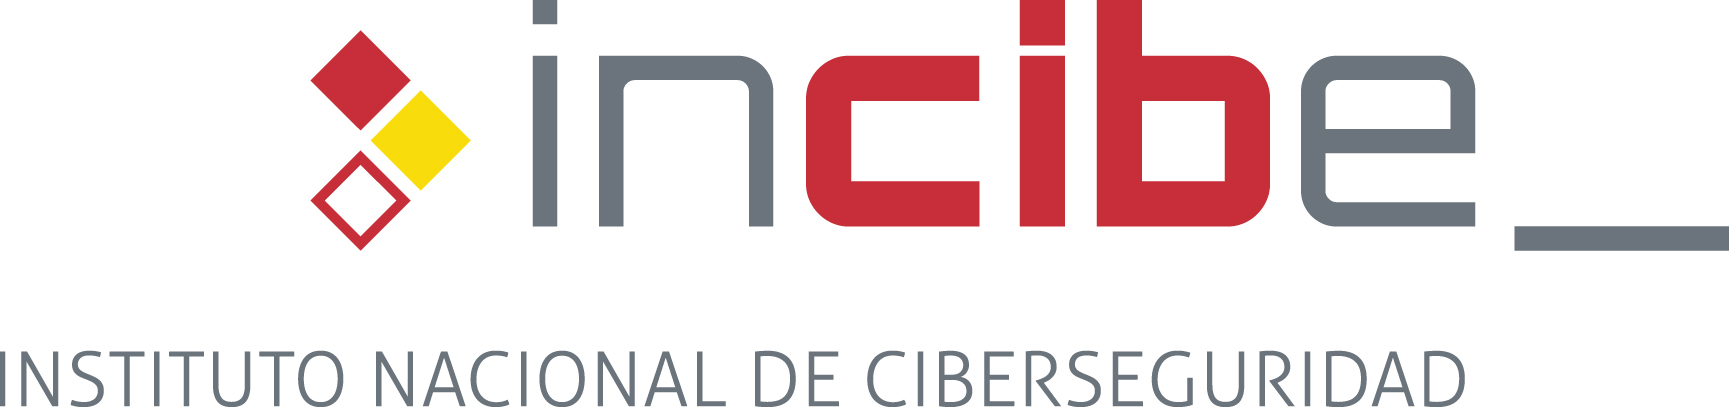 incibe_
INSTITUTO NACIONAL DE CIBERSEGURIDAD